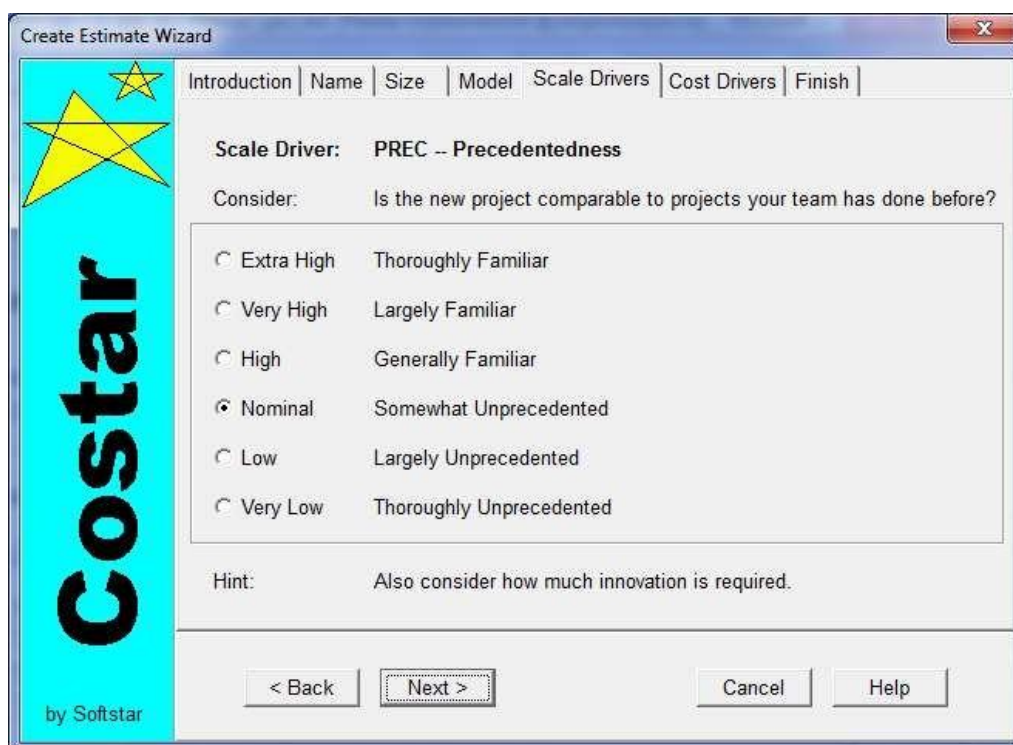 Create Estimate Wizard
X
Introduction Name Size Model Scale Drivers Cost Drivers Finish
Scale Driver: PREC -- Precedentedness
Consider: Is the new project comparable to projects your team has done before?
Extra High Thoroughly Familiar
Very High Largely Familiar
High Generally Familiar
Nominal Somewhat Unprecedented
Low Largely Unprecedented
Very Low Thoroughly Unprecedented
Hint: Also consider how much innovation is required.
Costar
by Softstar
< Back Next > Cancel Help